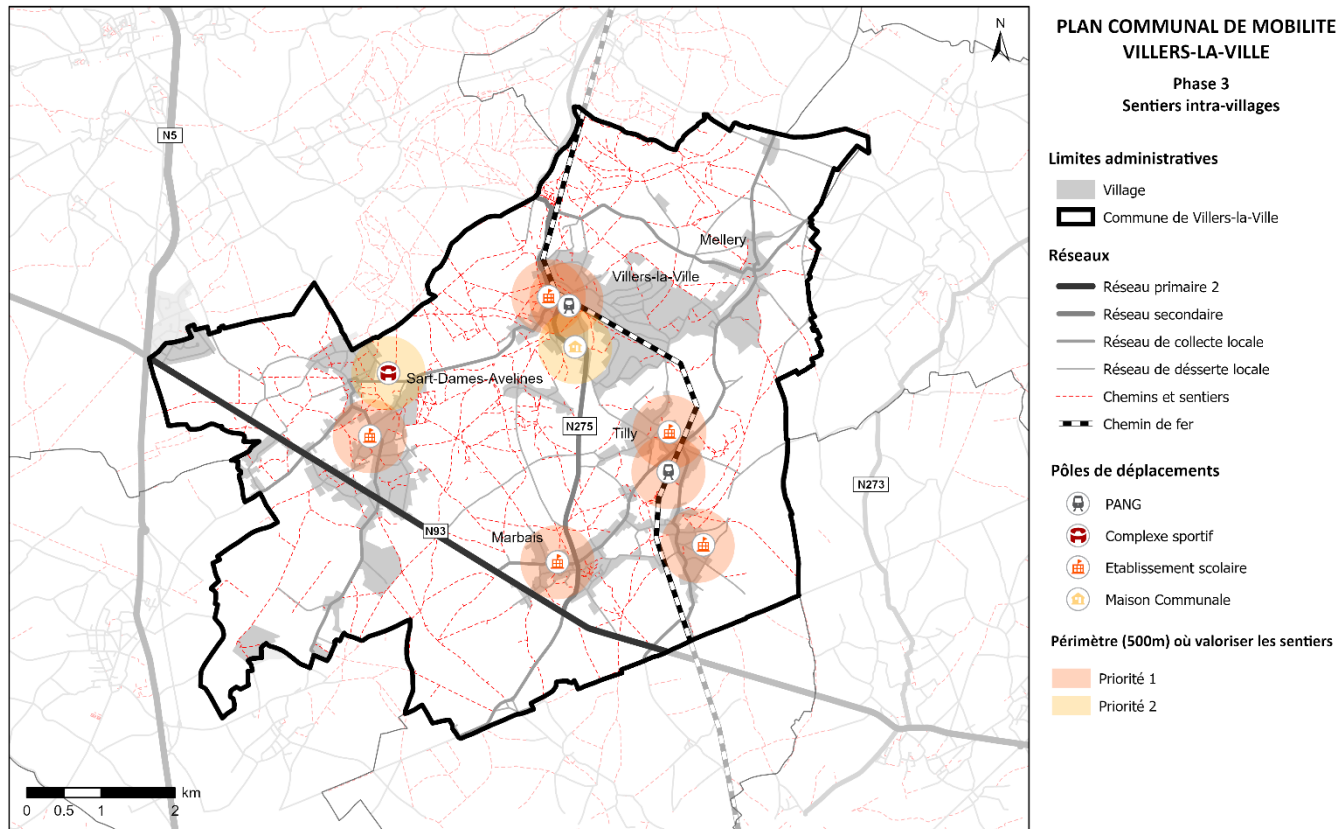 N
N5
Mellery
Villers-la-Ville
Sart-Dames-Avelines
N275
Tilly
N273
N93
Marbais
km
0 0.5 1 2
PLAN COMMUNAL DE MOBILITE
VILLERS-LA-VILLE
Phase 3
Sentiers intra-villages
Limites administratives
Village
Commune de Villers-la-Ville
Réseaux
Réseau primaire 2
Réseau secondaire
Réseau de collecte locale
Réseau de désserte locale
Chemins et sentiers
Chemin de fer
Pôles de déplacements
PANG
Complexe sportif
Etablissement scolaire
Maison Communale
Périmètre (500m) où valoriser les sentiers
Priorité 1
Priorité 2